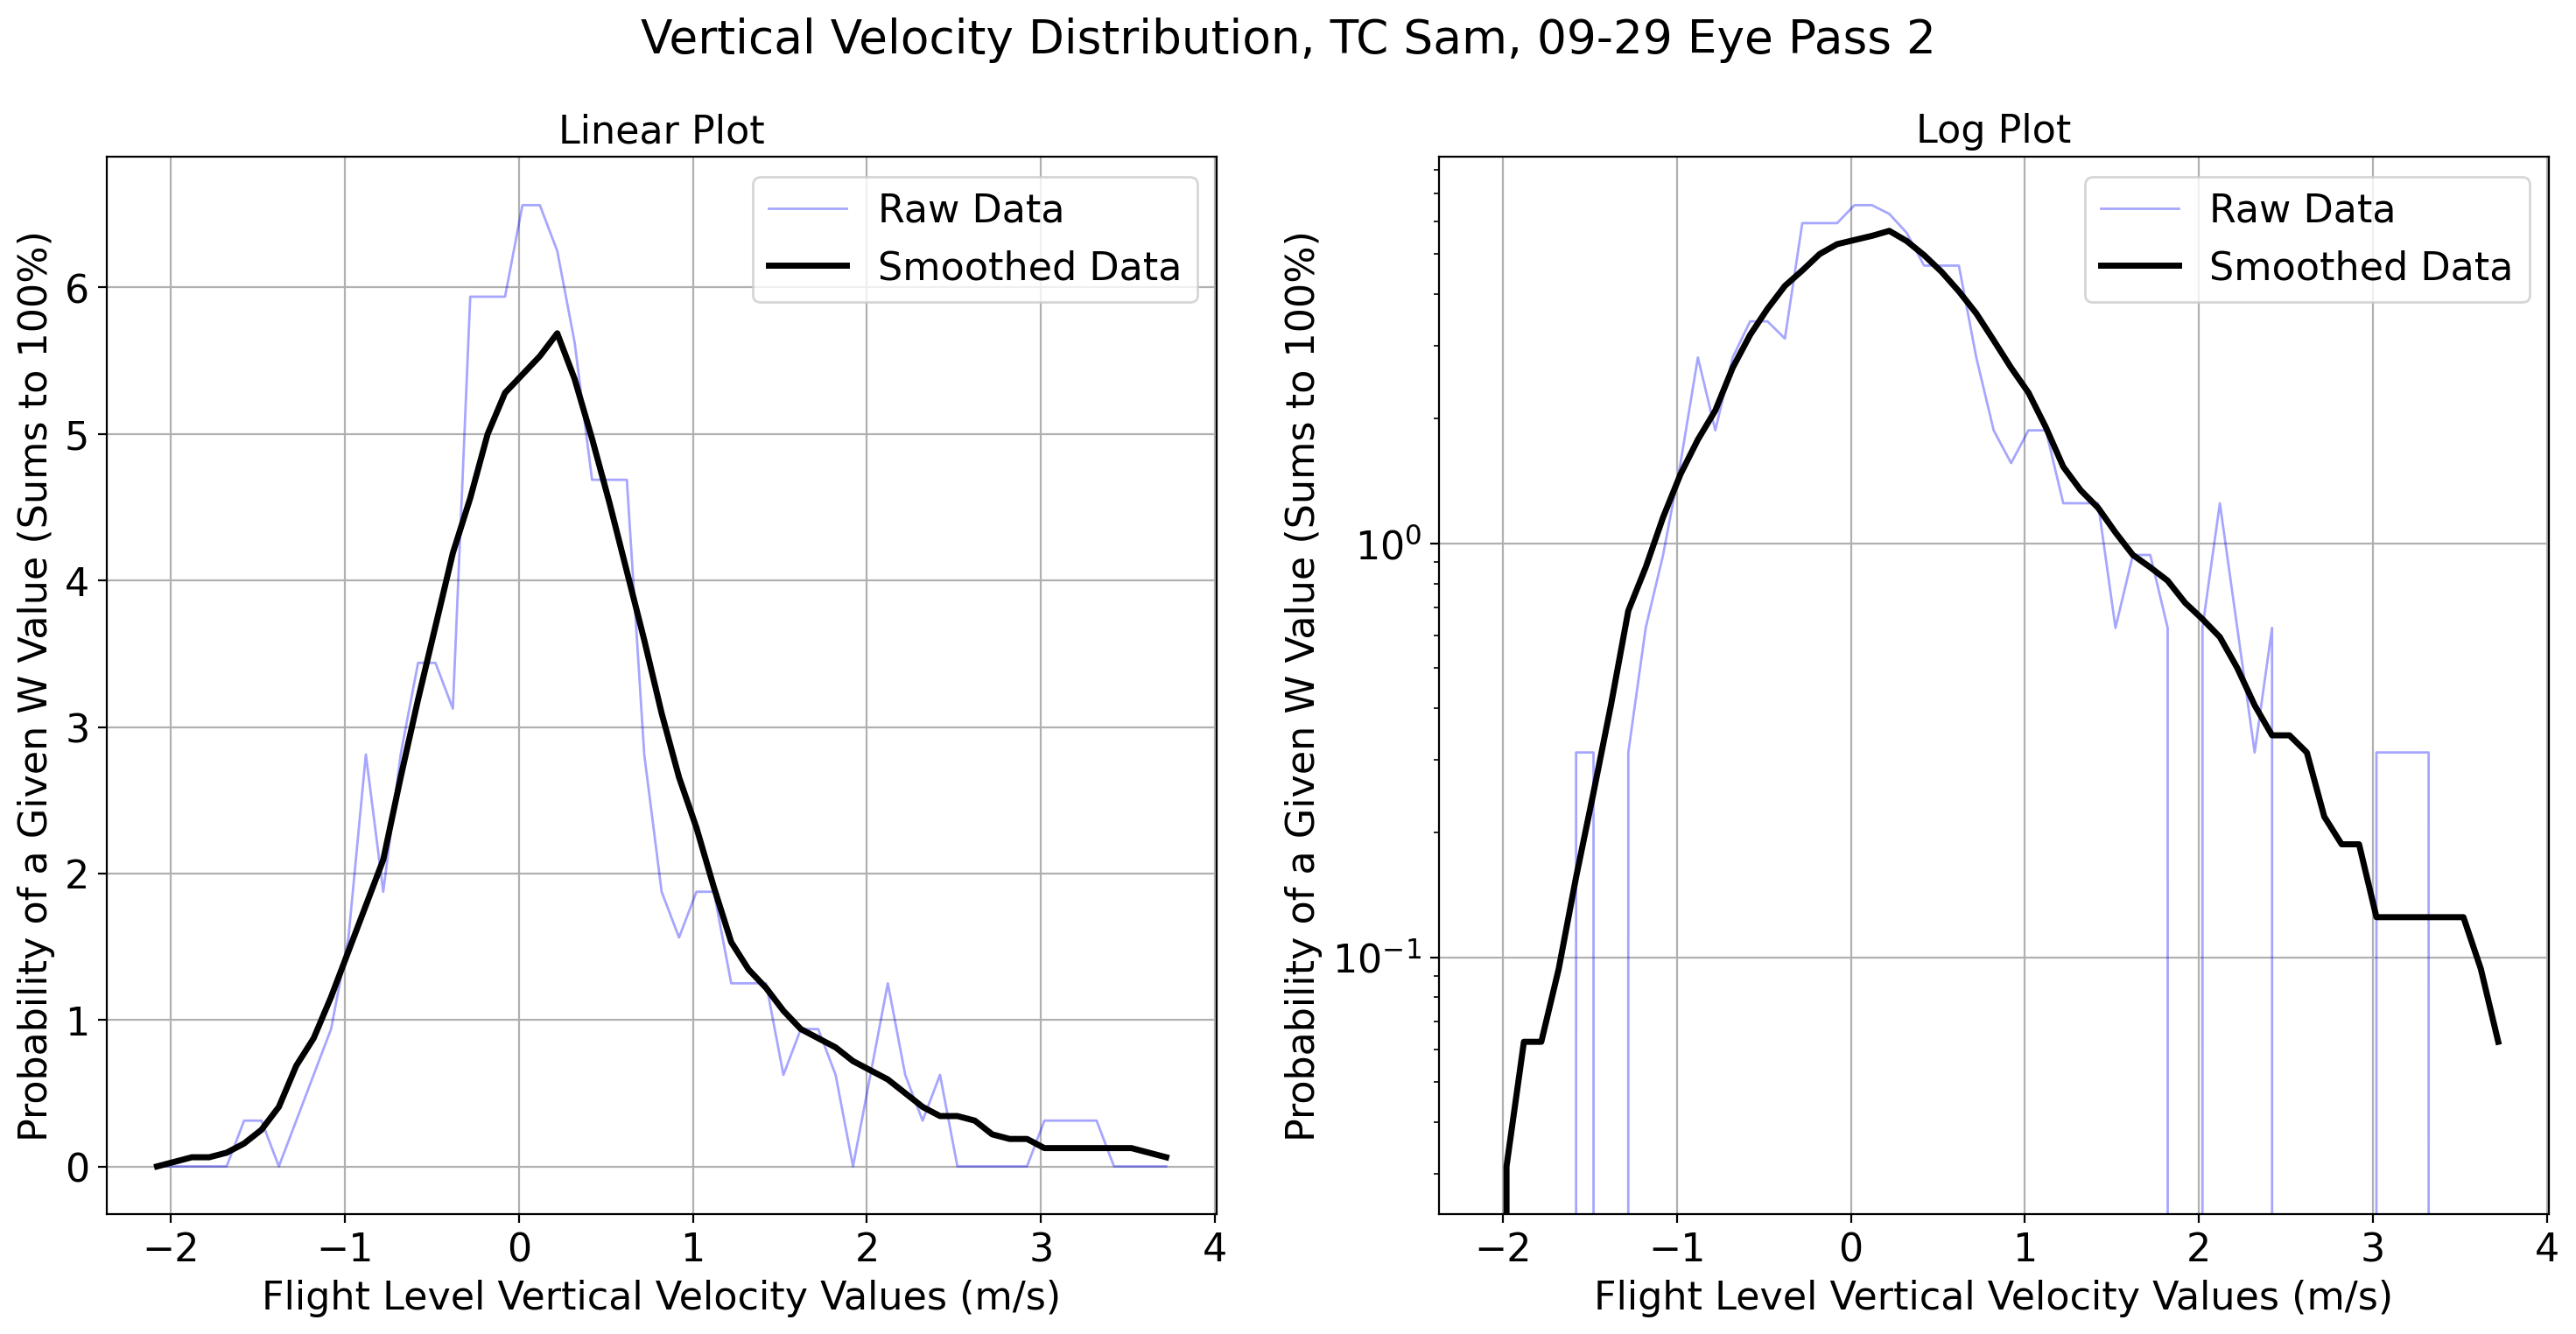 Vertical Velocity Distribution, TC Sam, 09-29 Eye Pass 2
Linear Plot
Raw Data
Smoothed Data
Probability of a Given W Value (Sums to 100%)
6
5
4
3
2
1
0
−2 −1 0 1 2 3 4
Flight Level Vertical Velocity Values (m/s)
Log Plot
Raw Data
Smoothed Data
Probability of a Given W Value (Sums to 100%)
10⁰
10⁻¹
−2 −1 0 1 2 3 4
Flight Level Vertical Velocity Values (m/s)